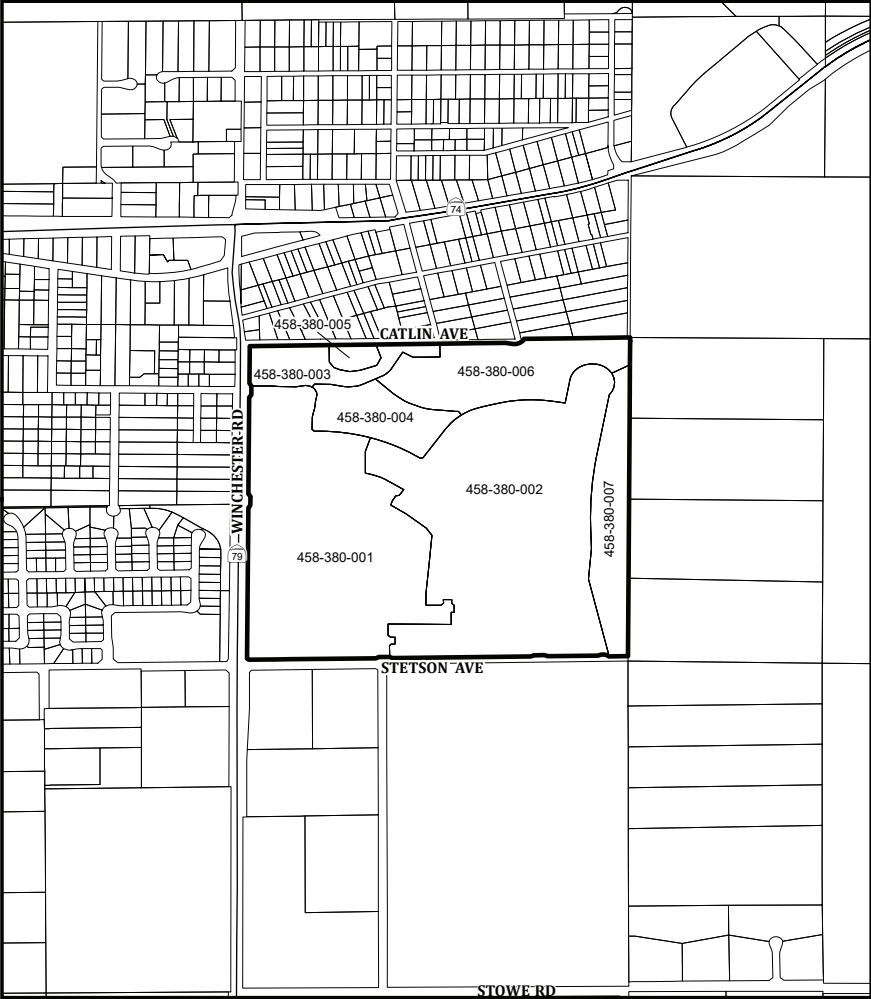 74
458-380-005
CATLIN AVE
458-380-003
458-380-006
458-380-004
WINCHESTER RD
458-380-002
458-380-007
79
458-380-001
STETSON AVE
STOWE RD